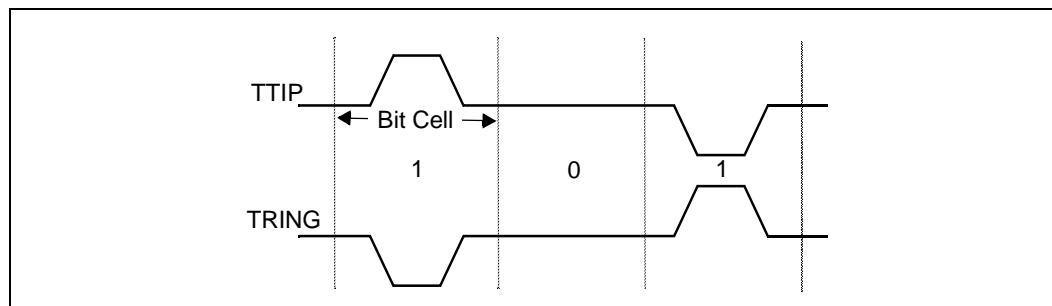 TTIP
Bit Cell
1
0
1
TRING